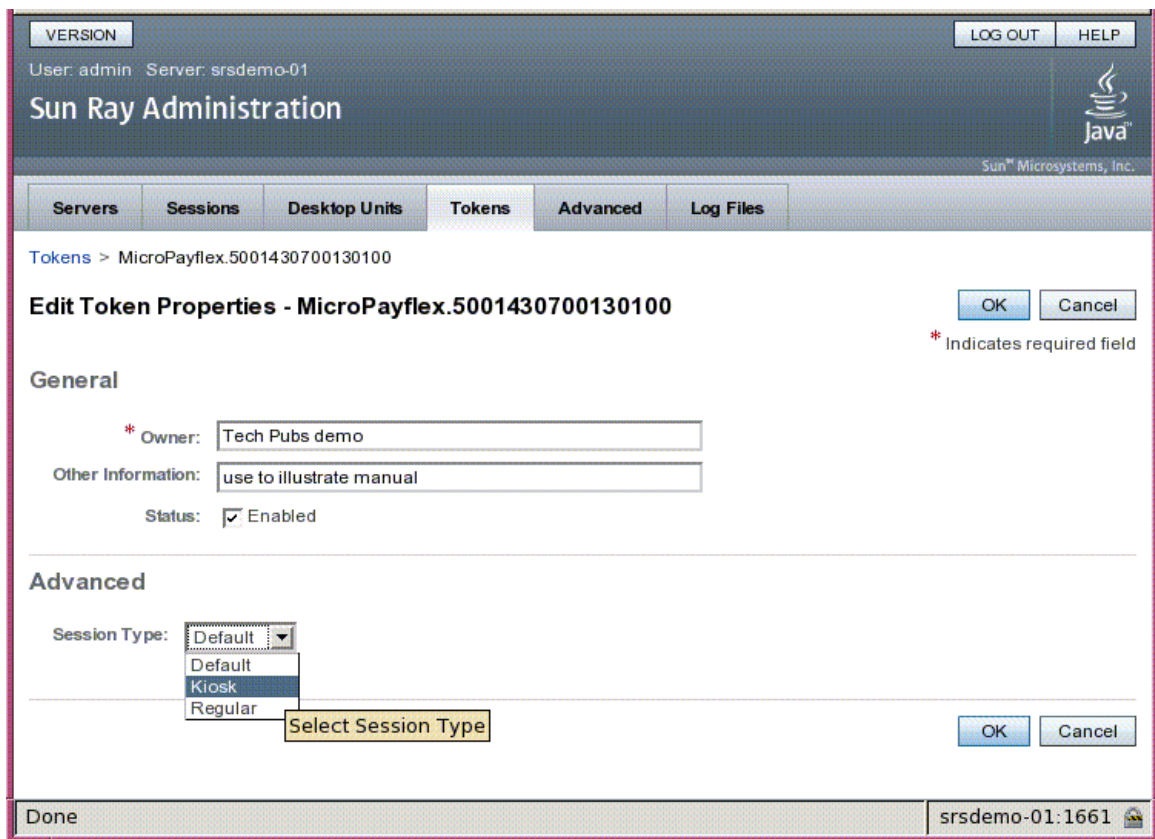 VERSION LOG OUT HELP
User: admin Server: srsdemo-01
Sun Ray Administration
Java™
Sun™ Microsystems, Inc.
Servers Sessions Desktop Units Tokens Advanced Log Files
Tokens > MicroPayflex.5001430700130100
Edit Token Properties - MicroPayflex.5001430700130100 OK Cancel
* Indicates required field
General
* Owner: Tech Pubs demo
Other Information: use to illustrate manual
Status: Enabled
Advanced
Session Type: Default
Default
Kiosk
Regular
Select Session Type
OK Cancel
Done srsdemo-01:1661